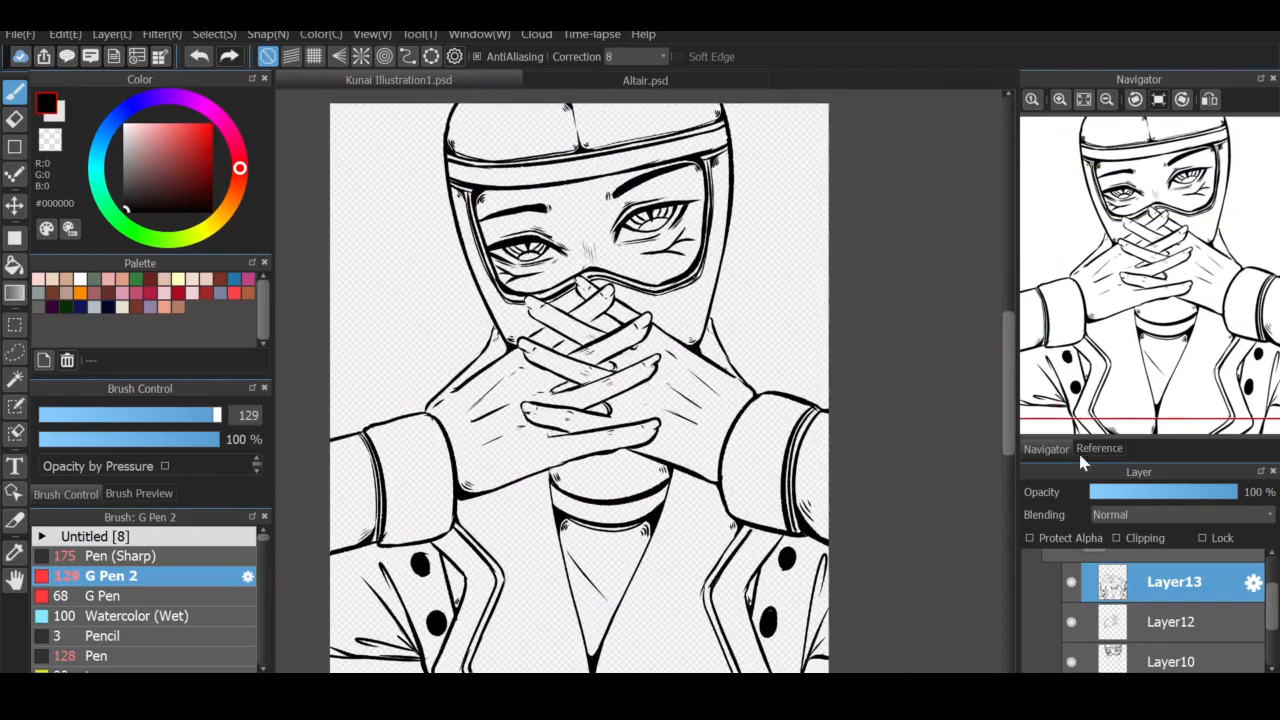 File(F) Edit(E) Layer(L) Filter(R) Select(S) Snap(N) Color(C) View(V) Tool(T) Window(W) Cloud Time-lapse Help
AntiAliasing Correction 8 Soft Edge
Color
Kunai Illustration1.psd Altair.psd
Navigator
R:0
G:0
B:0
#000000
Palette
---
Brush Control
129
100 %
Opacity by Pressure
Brush Control Brush Preview
Brush: G Pen 2
Untitled [8]
175 Pen (Sharp)
129 G Pen 2
68 G Pen
100 Watercolor (Wet)
3 Pencil
128 Pen
Navigator Reference
Layer
Opacity 100 %
Blending Normal
Protect Alpha Clipping Lock
Layer13
Layer12
Layer10